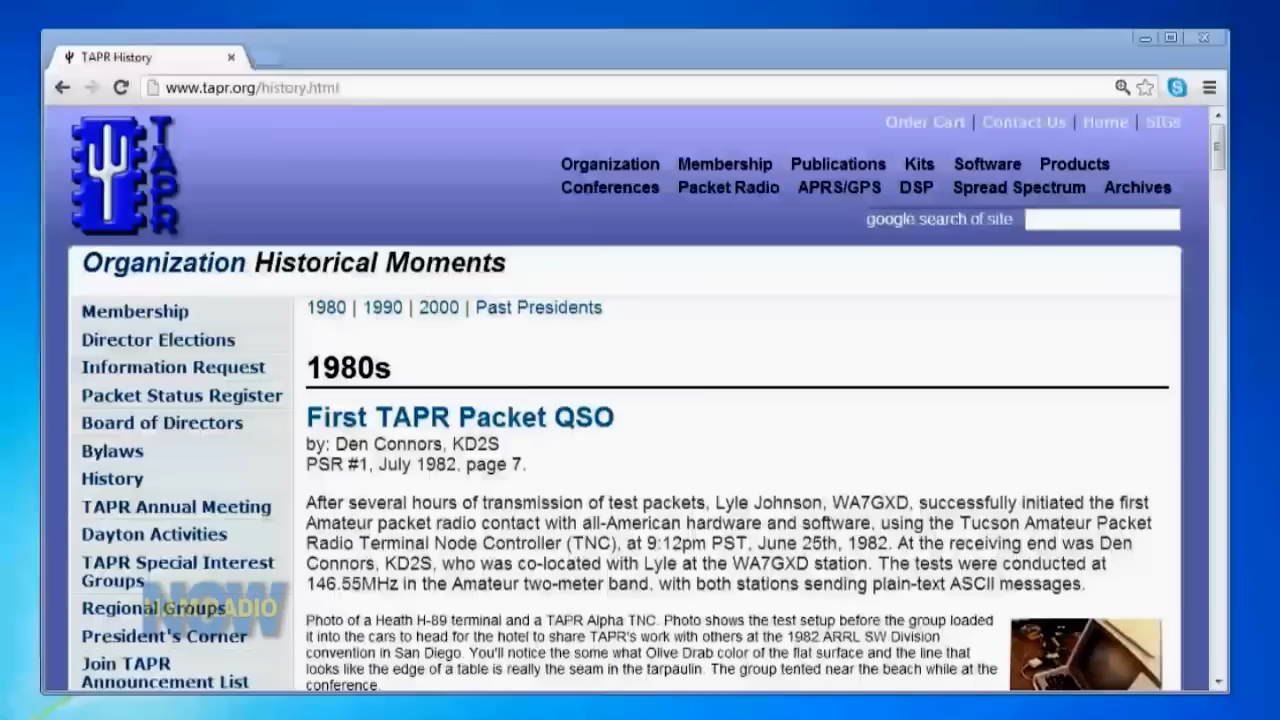 TAPR History
www.tapr.org/history.html
TAPR
Order Cart | Contact Us | Home | SIGs
Organization Membership Publications Kits Software Products
Conferences Packet Radio APRS/GPS DSP Spread Spectrum Archives
google search of site
Organization Historical Moments
Membership
Director Elections
Information Request
Packet Status Register
Board of Directors
Bylaws
History
TAPR Annual Meeting
Dayton Activities
TAPR Special Interest
Groups
Regional Groups
President's Corner
Join TAPR
Announcement List
1980 | 1990 | 2000 | Past Presidents
1980s
First TAPR Packet QSO
by: Den Connors, KD2S
PSR #1, July 1982, page 7.
After several hours of transmission of test packets, Lyle Johnson, WA7GXD, successfully initiated the first
Amateur packet radio contact with all-American hardware and software, using the Tucson Amateur Packet
Radio Terminal Node Controller (TNC), at 9:12pm PST, June 25th, 1982. At the receiving end was Den
Connors, KD2S, who was co-located with Lyle at the WA7GXD station. The tests were conducted at
146.55MHz in the Amateur two-meter band, with both stations sending plain-text ASCII messages.
Photo of a Heath H-89 terminal and a TAPR Alpha TNC. Photo shows the test setup before the group loaded
it into the cars to head for the hotel to share TAPR's work with others at the 1982 ARRL SW Division
convention in San Diego. You'll notice the some what Olive Drab color of the flat surface and the line that
looks like the edge of a table is really the seam in the tarpaulin. The group tented near the beach while at the
conference.
HAM RADIO
NOW